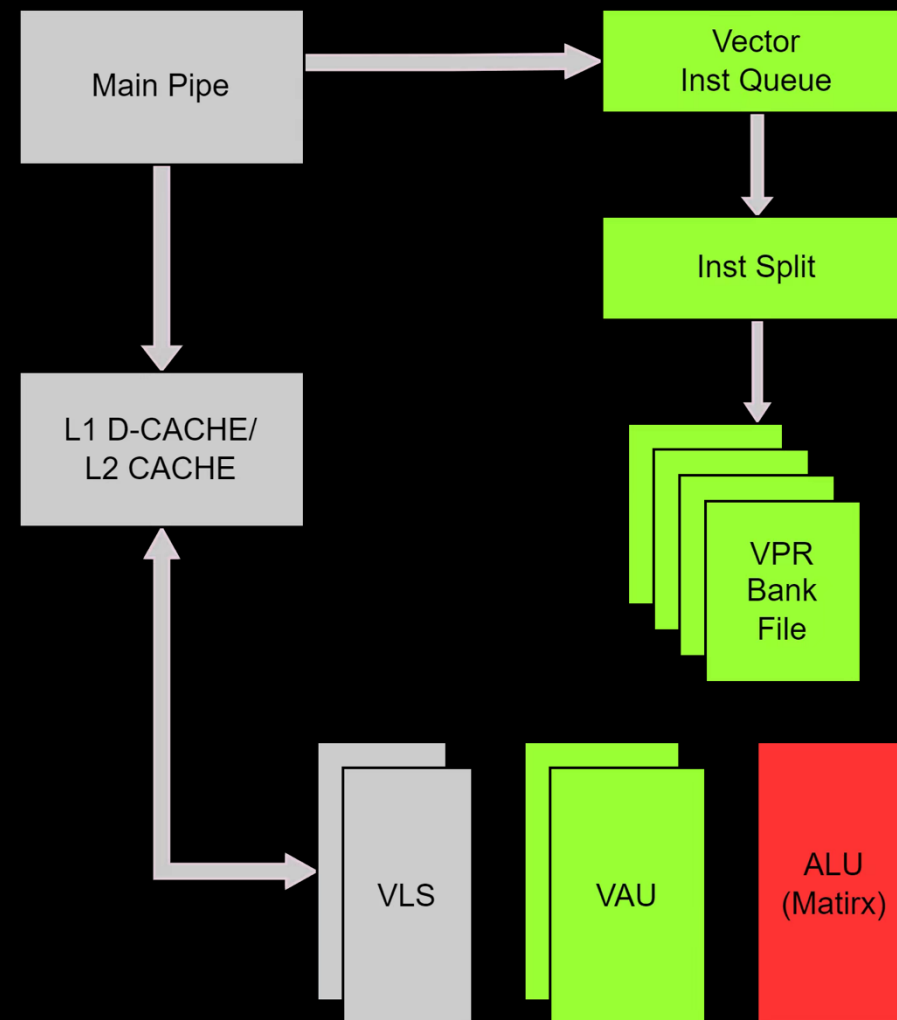 Main Pipe
Vector
Inst Queue
Inst Split
L1 D-CACHE/
L2 CACHE
VPR
Bank
File
VLS
VAU
ALU
(Matirx)